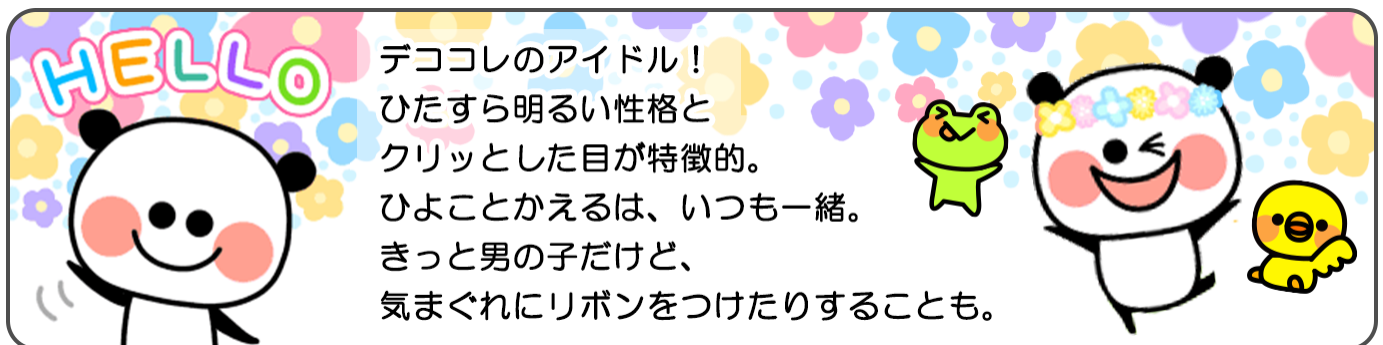 HELLO
デココレのアイドル！
ひたすら明るい性格と
クリッとした目が特徴的。
ひよことかえるは、いつも一緒。
きっと男の子だけど、
気まぐれにリボンをつけたりすることも。